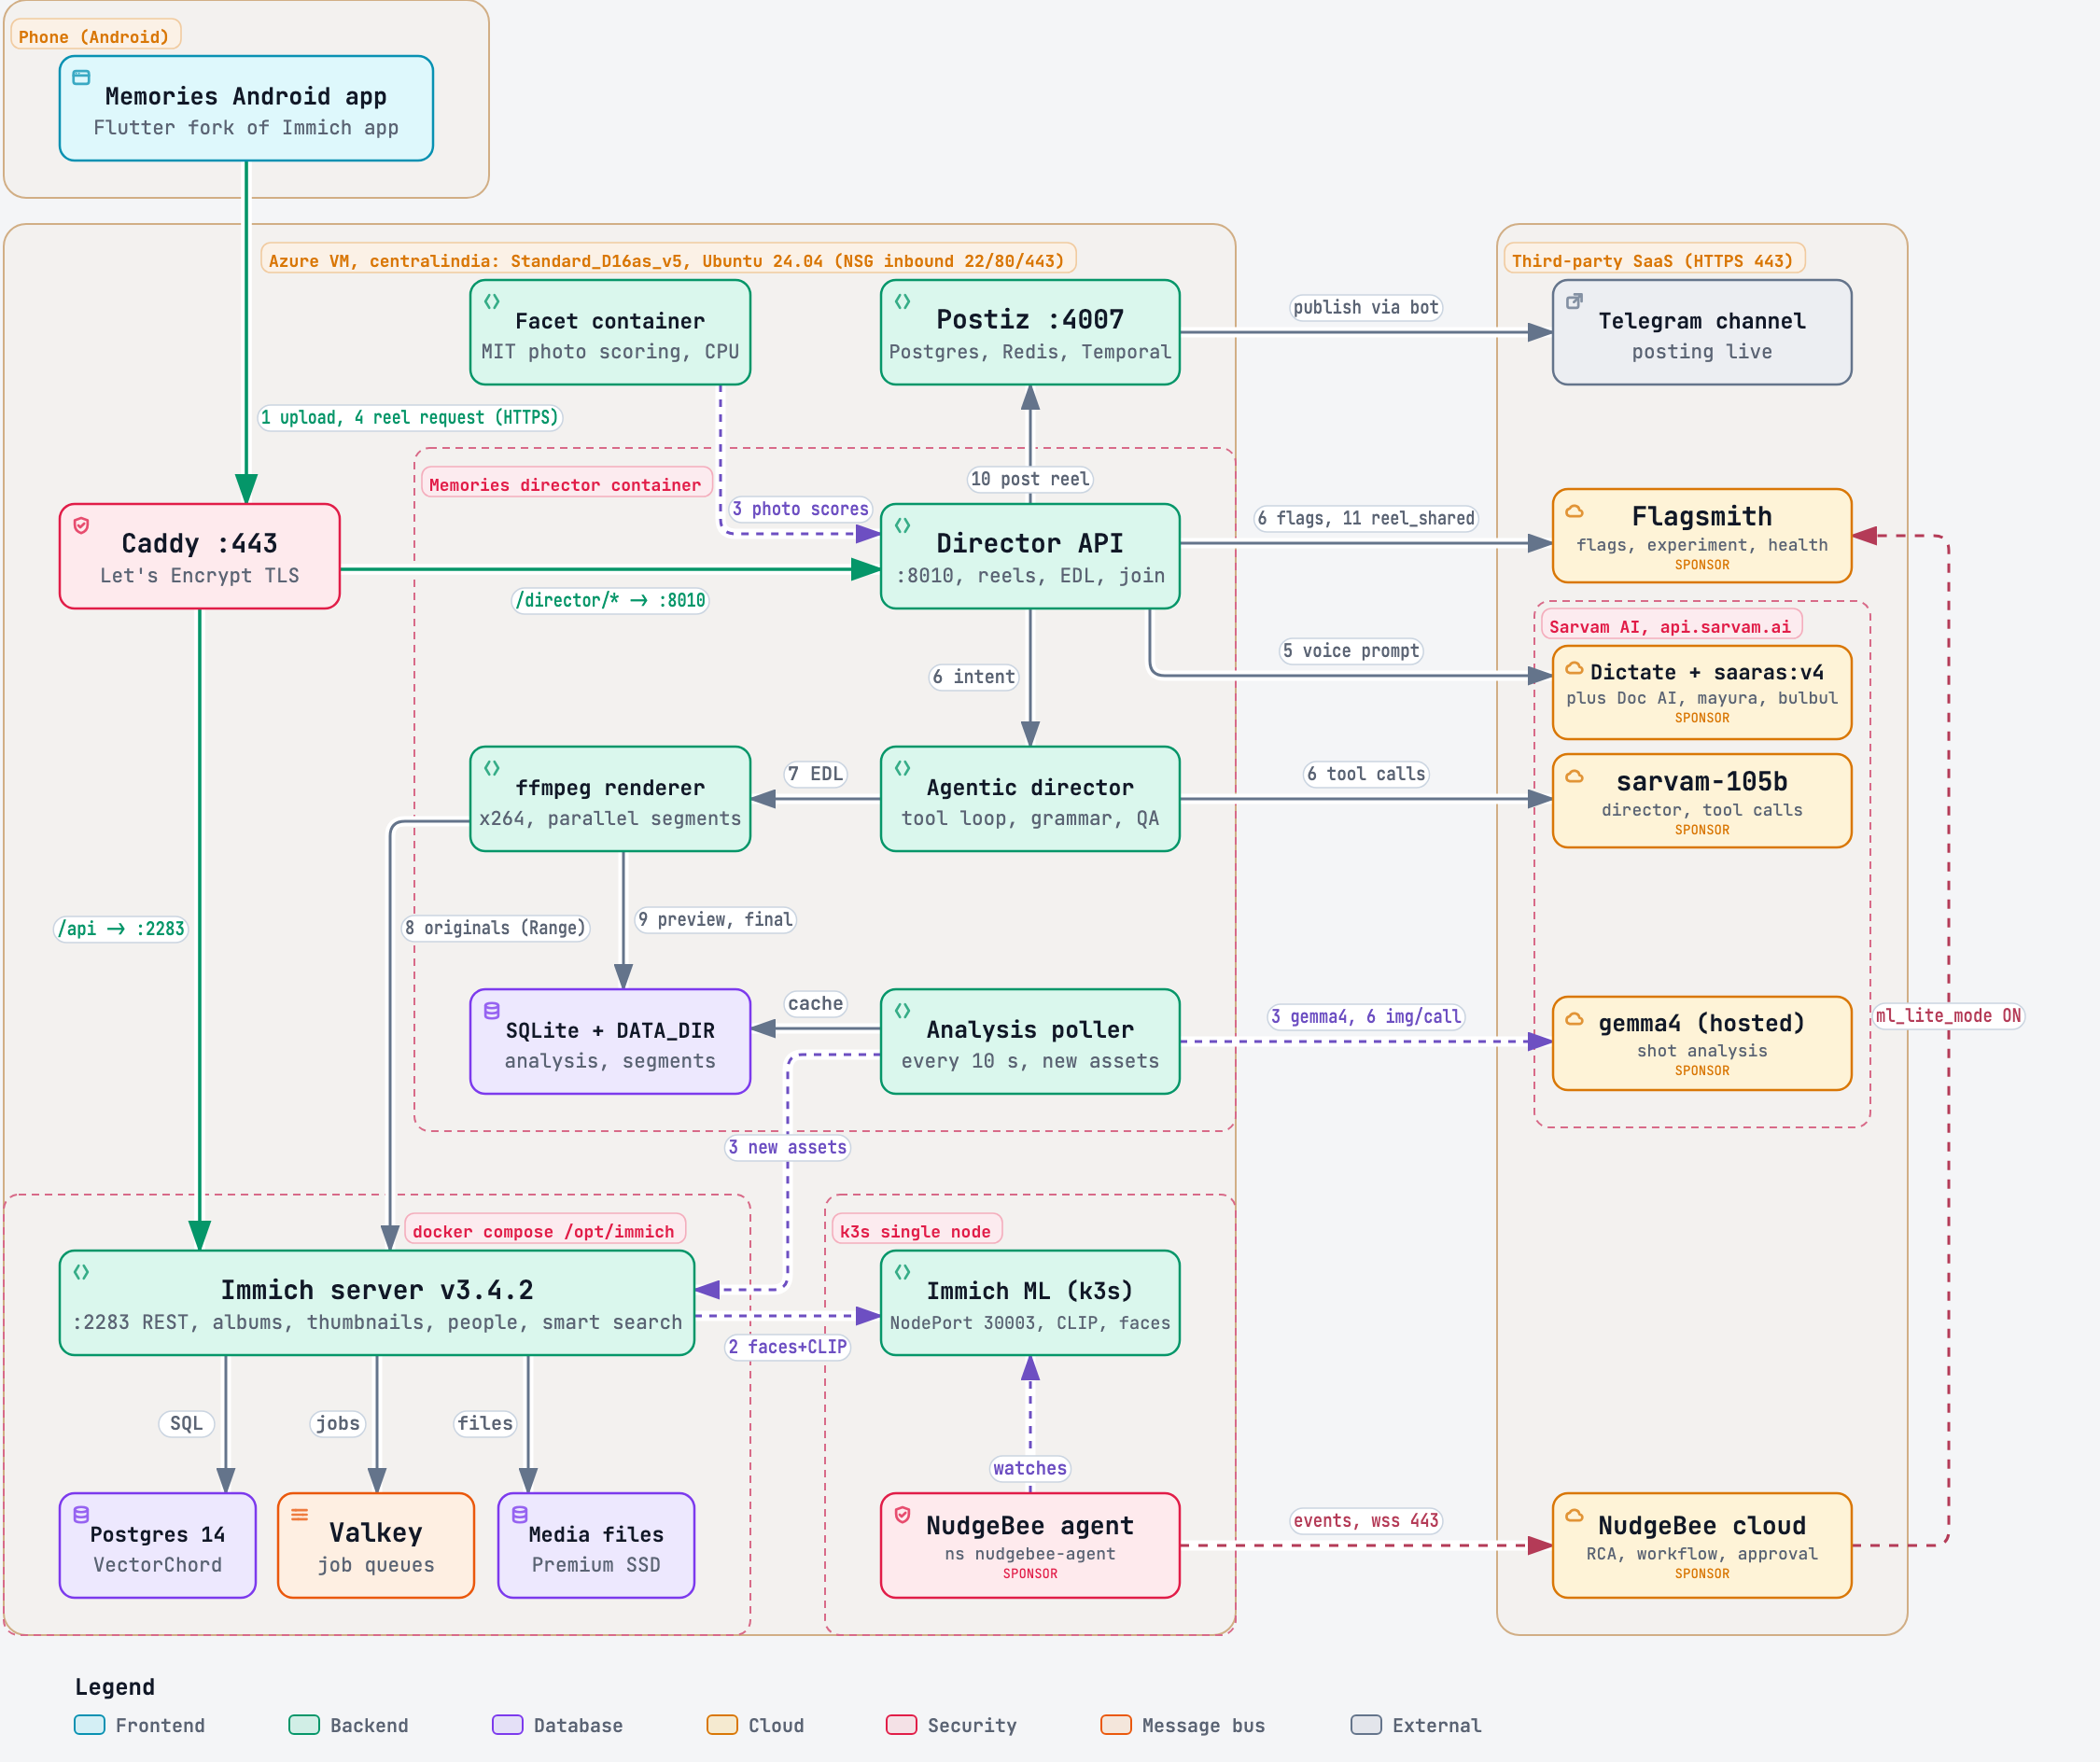 Phone (Android)
Memories Android app
Flutter fork of Immich app
Azure VM, centralindia: Standard_D16as_v5, Ubuntu 24.04 (NSG inbound 22/80/443)
Third-party SaaS (HTTPS 443)
Facet container
MIT photo scoring, CPU
Postiz :4007
Postgres, Redis, Temporal
publish via bot
Telegram channel
posting live
1 upload, 4 reel request (HTTPS)
Memories director container
10 post reel
3 photo scores
Caddy :443
Let's Encrypt TLS
/director/* → :8010
Director API
:8010, reels, EDL, join
6 flags, 11 reel_shared
Flagsmith
flags, experiment, health
SPONSOR
Sarvam AI, api.sarvam.ai
5 voice prompt
Dictate + saaras:v4
plus Doc AI, mayura, bulbul
SPONSOR
6 intent
ffmpeg renderer
x264, parallel segments
7 EDL
Agentic director
tool loop, grammar, QA
6 tool calls
sarvam-105b
director, tool calls
SPONSOR
/api → :2283
8 originals (Range)
9 preview, final
SQLite + DATA_DIR
analysis, segments
cache
Analysis poller
every 10 s, new assets
3 gemma4, 6 img/call
gemma4 (hosted)
shot analysis
SPONSOR
ml_lite_mode ON
3 new assets
docker compose /opt/immich
k3s single node
Immich server v3.4.2
:2283 REST, albums, thumbnails, people, smart search
2 faces+CLIP
Immich ML (k3s)
NodePort 30003, CLIP, faces
SQL
jobs
files
watches
Postgres 14
VectorChord
Valkey
job queues
Media files
Premium SSD
NudgeBee agent
ns nudgebee-agent
SPONSOR
events, wss 443
NudgeBee cloud
RCA, workflow, approval
SPONSOR
Legend
Frontend
Backend
Database
Cloud
Security
Message bus
External